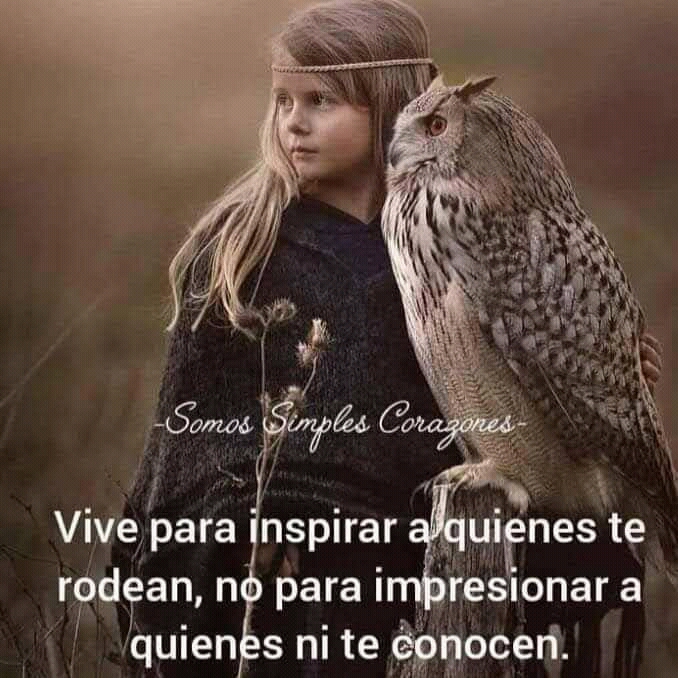 -Somos Simples Corazones-
Vive para inspirar a quienes te
rodean, no para impresionar a
quienes ni te conocen.